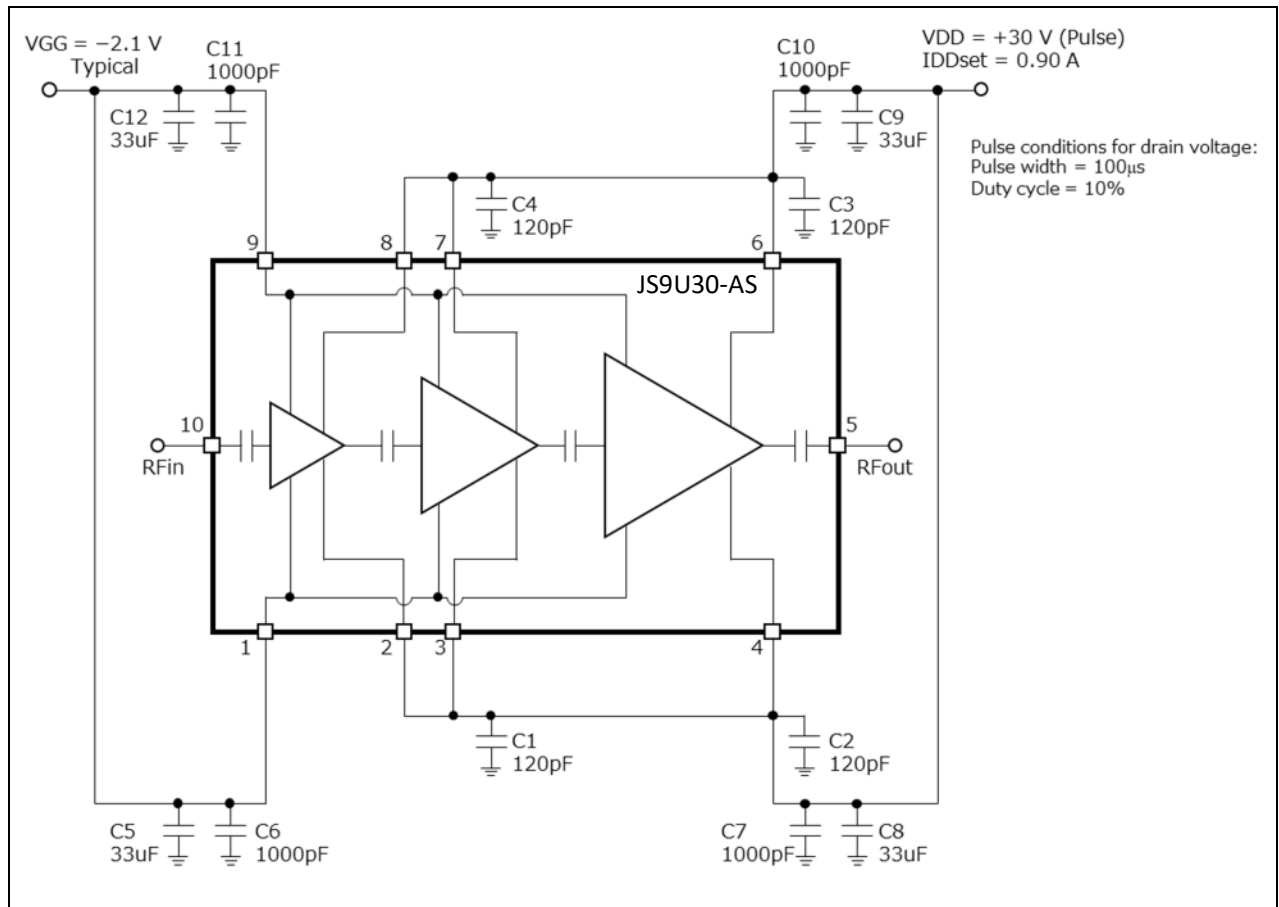 VGG = −2.1 V
Typical
C11
1000pF
C12
33uF
C10
1000pF
C9
33uF
VDD = +30 V (Pulse)
IDDset = 0.90 A
Pulse conditions for drain voltage:
Pulse width = 100μs
Duty cycle = 10%
C4
120pF
C3
120pF
9
8
7
6
JS9U30-AS
10
RFin
5
RFout
1
2
3
4
C1
120pF
C2
120pF
C5
33uF
C6
1000pF
C7
1000pF
C8
33uF